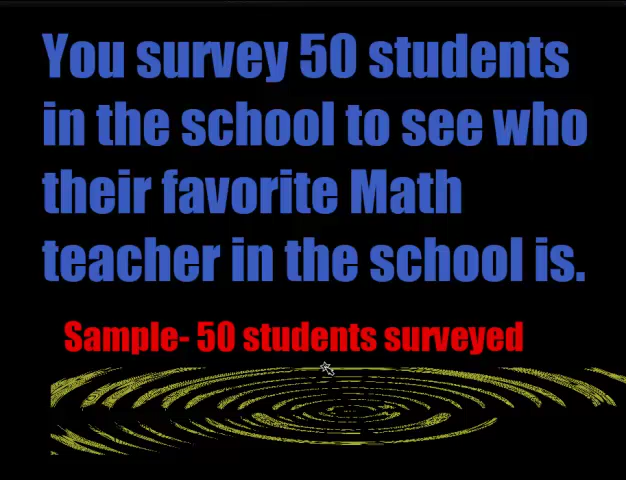 You survey 50 students
in the school to see who
their favorite Math
teacher in the school is.
Sample- 50 students surveyed